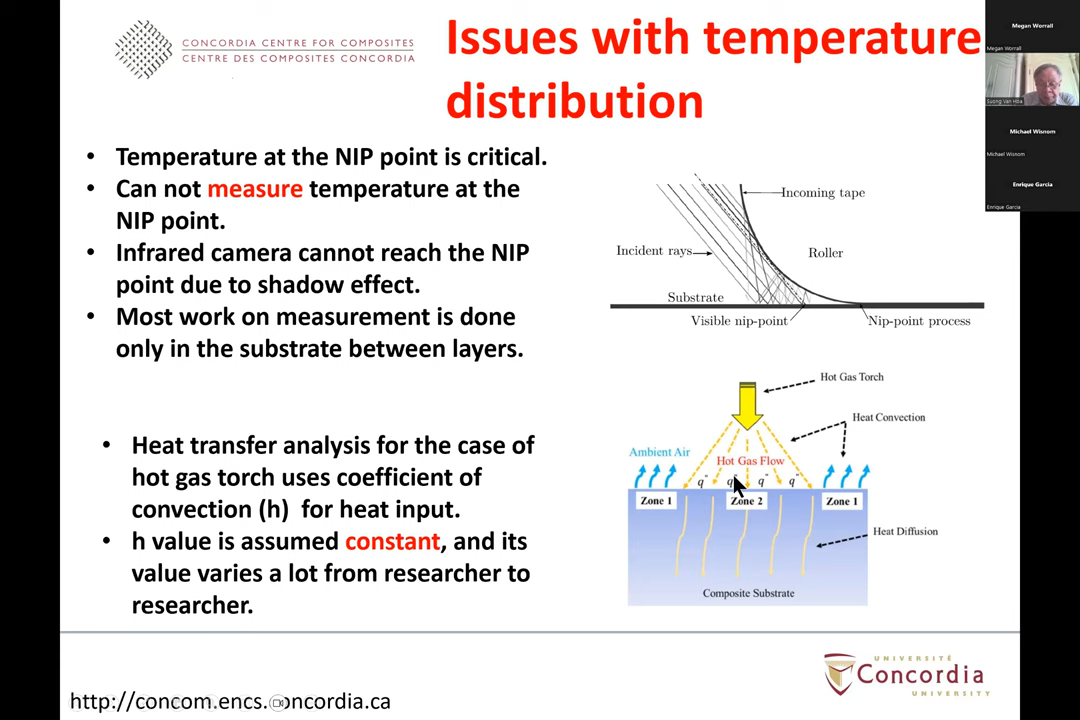 CONCORDIA CENTRE FOR COMPOSITES
CENTRE DES COMPOSITES CONCORDIA
Issues with temperature
distribution
Megan Worrall
Megan Worrall
Suong Van Hoa
Michael Wisnom
Michael Wisnom
Enrique Garcia
Enrique Garcia
• Temperature at the NIP point is critical.
• Can not measure temperature at the
NIP point.
• Infrared camera cannot reach the NIP
point due to shadow effect.
• Most work on measurement is done
only in the substrate between layers.
• Heat transfer analysis for the case of
hot gas torch uses coefficient of
convection (h) for heat input.
• h value is assumed constant, and its
value varies a lot from researcher to
researcher.
Incoming tape
Incident rays
Roller
Substrate
Visible nip-point
Nip-point process
Hot Gas Torch
Heat Convection
Ambient Air
Hot Gas Flow
q" q" q" q"
Zone 1 Zone 2 Zone 1
Heat Diffusion
Composite Substrate
UNIVERSITÉ
Concordia
UNIVERSITY
http://concom.encs.concordia.ca